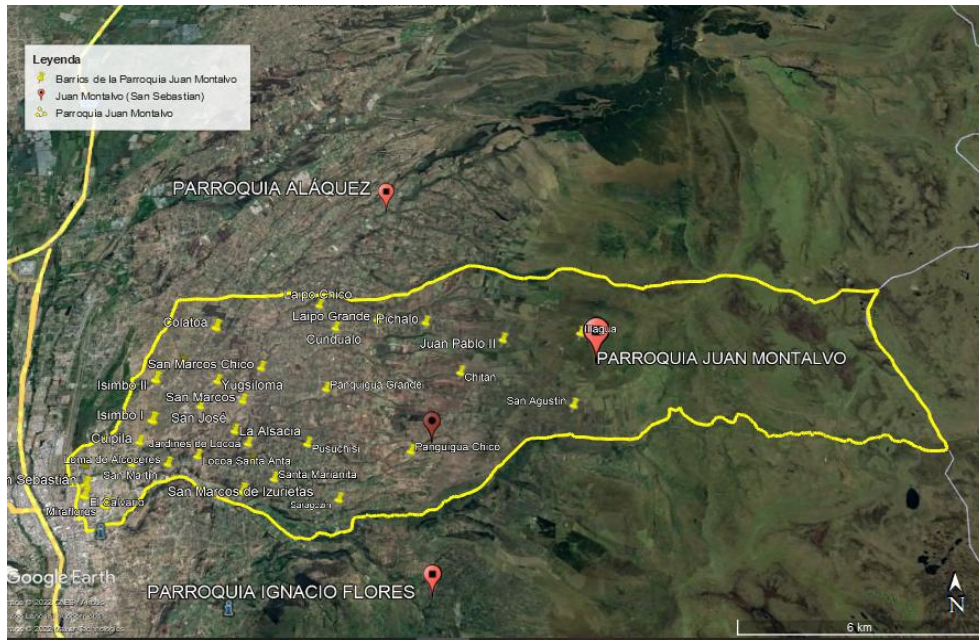 Leyenda
Barrios de la Parroquia Juan Montalvo
Juan Montalvo (San Sebastian)
Parroquia Juan Montalvo
PARROQUIA ALÁQUEZ
Laipo Chico
Colatoa
Laipo Grande
Pichalo
Cundualo
Juan Pablo II
Illagua
PARROQUIA JUAN MONTALVO
San Marcos Chico
Isimbo II
Yugsiloma
Panquigua Grande
Chitan
San Marcos
San Agustin
Isimbo I
San José
La Alsacia
Cuipila
Jardines de Locoa
Pusuchisi
Panquigua Chico
Loma de Alcoceres
Locoa Santa Anta
San Martin
Santa Marianita
n Sebastian
San Marcos de Izurietas
El Calvario
Miraflores
Google Earth
PARROQUIA IGNACIO FLORES
N
6 km